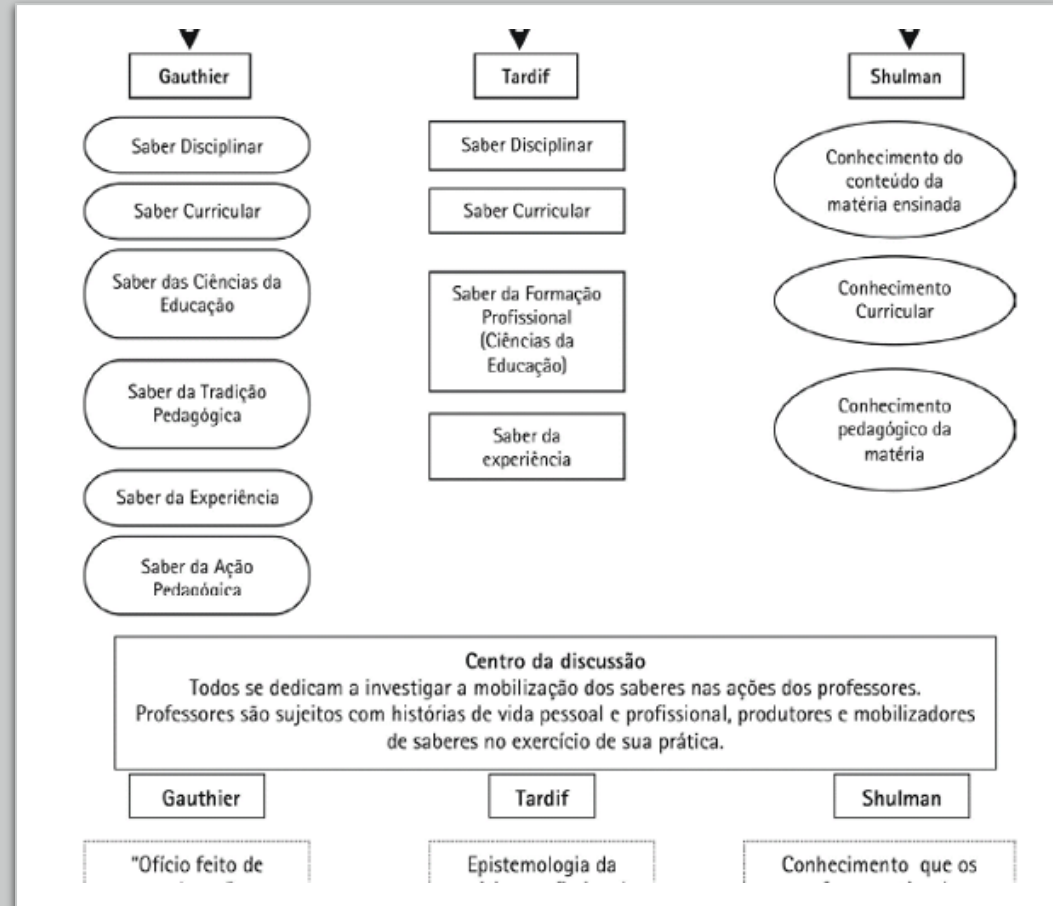 Gauthier
Tardif
Shulman
Saber Disciplinar
Saber Curricular
Saber das Ciências da
Educação
Saber da Tradição
Pedagógica
Saber da Experiência
Saber da Ação
Pedagógica
Saber Disciplinar
Saber Curricular
Saber da Formação
Profissional
(Ciências da
Educação)
Saber da
experiência
Conhecimento do
conteúdo da
matéria ensinada
Conhecimento
Curricular
Conhecimento
pedagógico da
matéria
Centro da discussão
Todos se dedicam a investigar a mobilização dos saberes nas ações dos professores.
Professores são sujeitos com histórias de vida pessoal e profissional, produtores e mobilizadores
de saberes no exercício de sua prática.
Gauthier
Tardif
Shulman
"Ofício feito de
Epistemologia da
Conhecimento que os